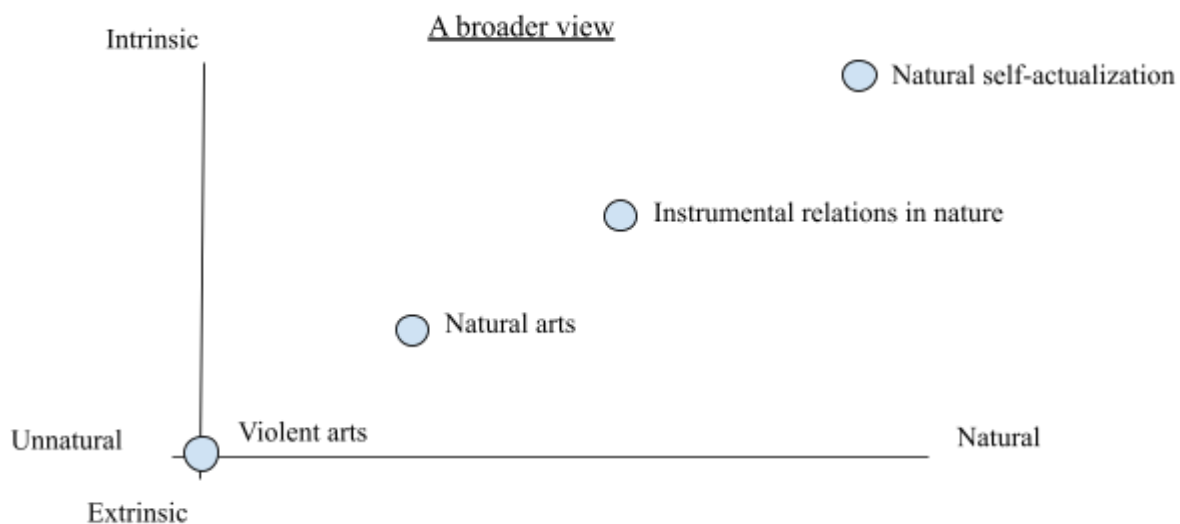 A broader view
Intrinsic
Natural self-actualization
Instrumental relations in nature
Natural arts
Violent arts
Unnatural
Natural
Extrinsic